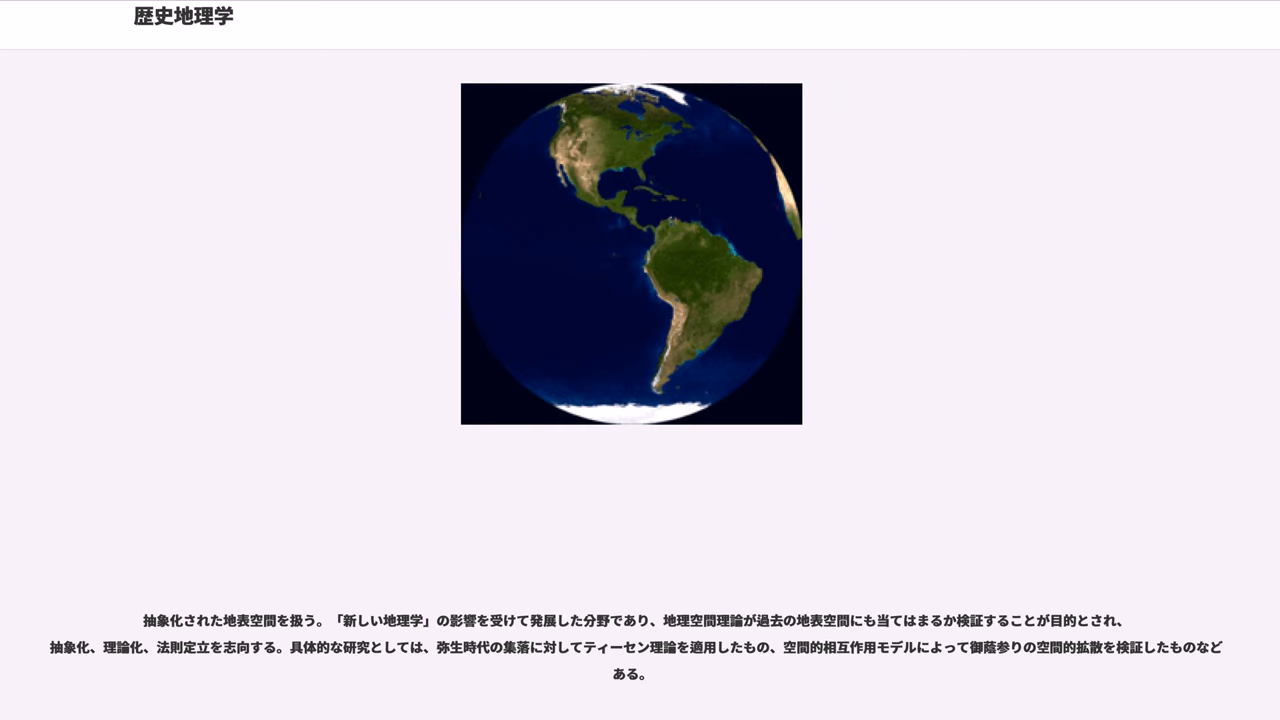 歴史地理学
抽象化された地表空間を扱う。「新しい地理学」の影響を受けて発展した分野であり、地理空間理論が過去の地表空間にも当てはまるか検証することが目的とされ、
抽象化、理論化、法則定立を志向する。具体的な研究としては、弥生時代の集落に対してティーセン理論を適用したもの、空間的相互作用モデルによって御蔭参りの空間的拡散を検証したものなど
ある。